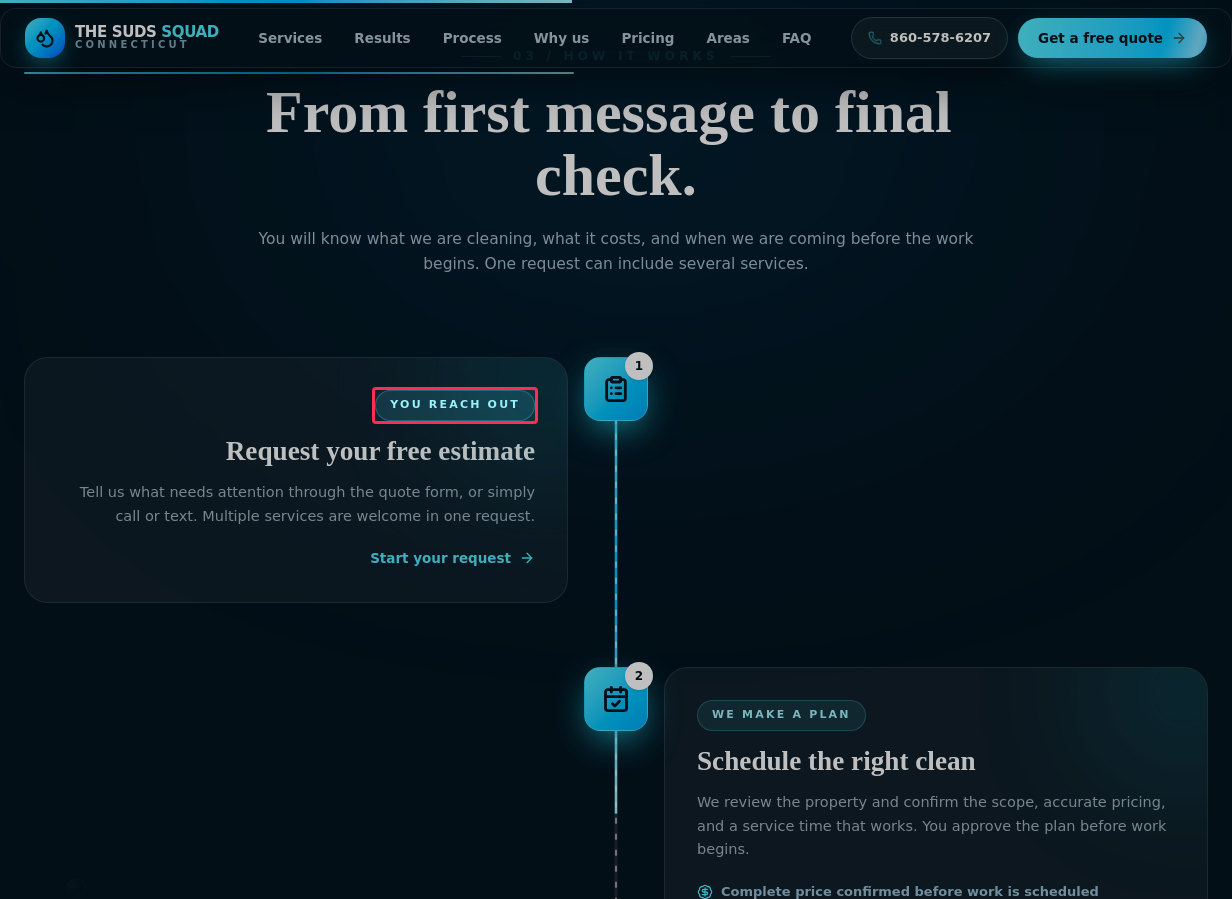 THE SUDS SQUAD
CONNECTICUT
Services
Results
Process
Why us
Pricing
Areas
FAQ
860-578-6207
Get a free quote
03 / HOW IT WORKS
From first message to final
check.
You will know what we are cleaning, what it costs, and when we are coming before the work
begins. One request can include several services.
1
YOU REACH OUT
Request your free estimate
Tell us what needs attention through the quote form, or simply
call or text. Multiple services are welcome in one request.
Start your request
2
WE MAKE A PLAN
Schedule the right clean
We review the property and confirm the scope, accurate pricing,
and a service time that works. You approve the plan before work
begins.
Complete price confirmed before work is scheduled